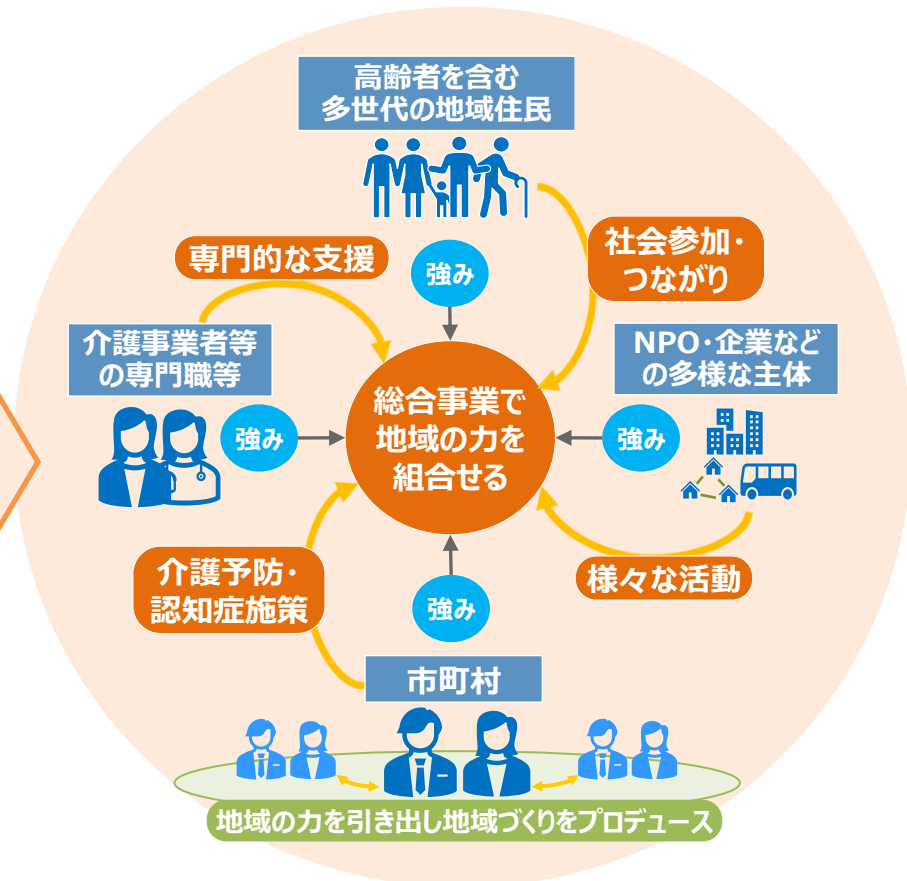 高齢者を含む
多世代の地域住民
専門的な支援
強み
社会参加・
つながり
介護事業者等
の専門職等
強み
総合事業で
地域の力を
組合せる
強み
NPO・企業など
の多様な主体
介護予防・
認知症施策
強み
様々な活動
市町村
地域の力を引き出し地域づくりをプロデュース